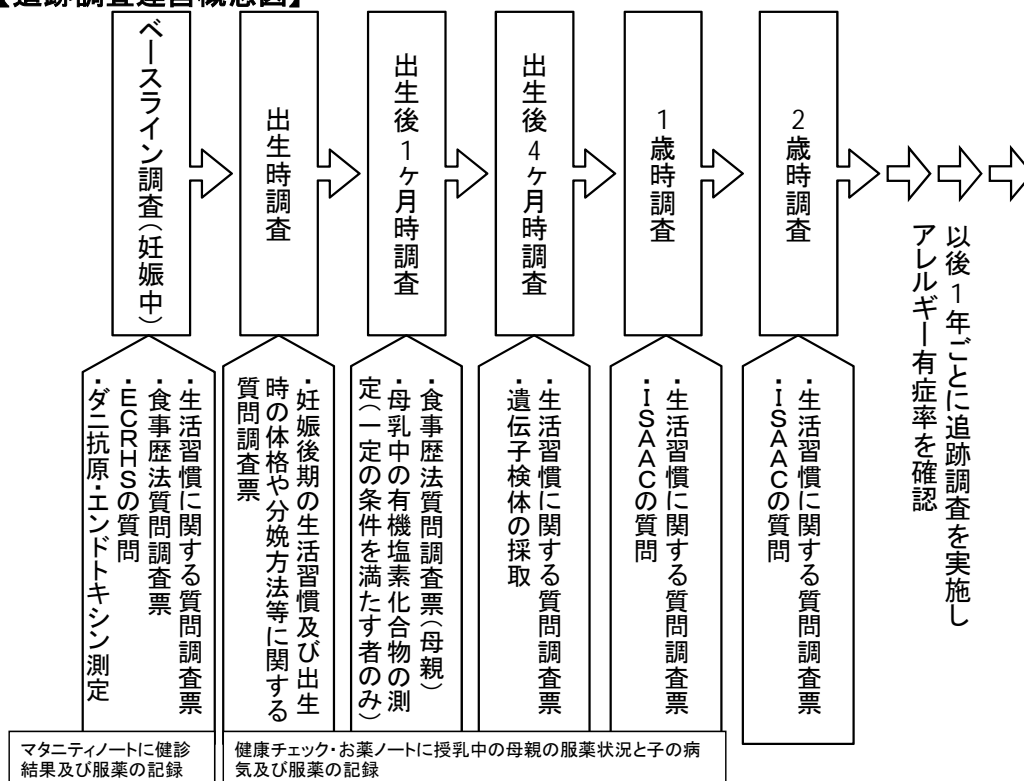 【追跡調査運営概念図】
ベースライン調査（妊娠中）
出生時調査
出生後１ヶ月時調査
出生後４ヶ月時調査
１歳時調査
２歳時調査
以後１年ごとに追跡調査を実施し
アレルギー有症率を確認
・生活習慣に関する質問調査票
・食事歴法質問調査票
・ＥＣＲＨＳの質問
・ダニ抗原・エンドトキシン測定
・妊娠後期の生活習慣及び出生
時の体格や分娩方法等に関する
質問調査票
・食事歴法質問調査票（母親）
・母乳中の有機塩素化合物の測
定（一定の条件を満たす者のみ）
・生活習慣に関する質問調査票
・遺伝子検体の採取
・生活習慣に関する質問調査票
・ＩＳＡＡＣの質問
・生活習慣に関する質問調査票
・ＩＳＡＡＣの質問
マタニティノートに健診
結果及び服薬の記録
健康チェック・お薬ノートに授乳中の母親の服薬状況と子の病
気及び服薬の記録